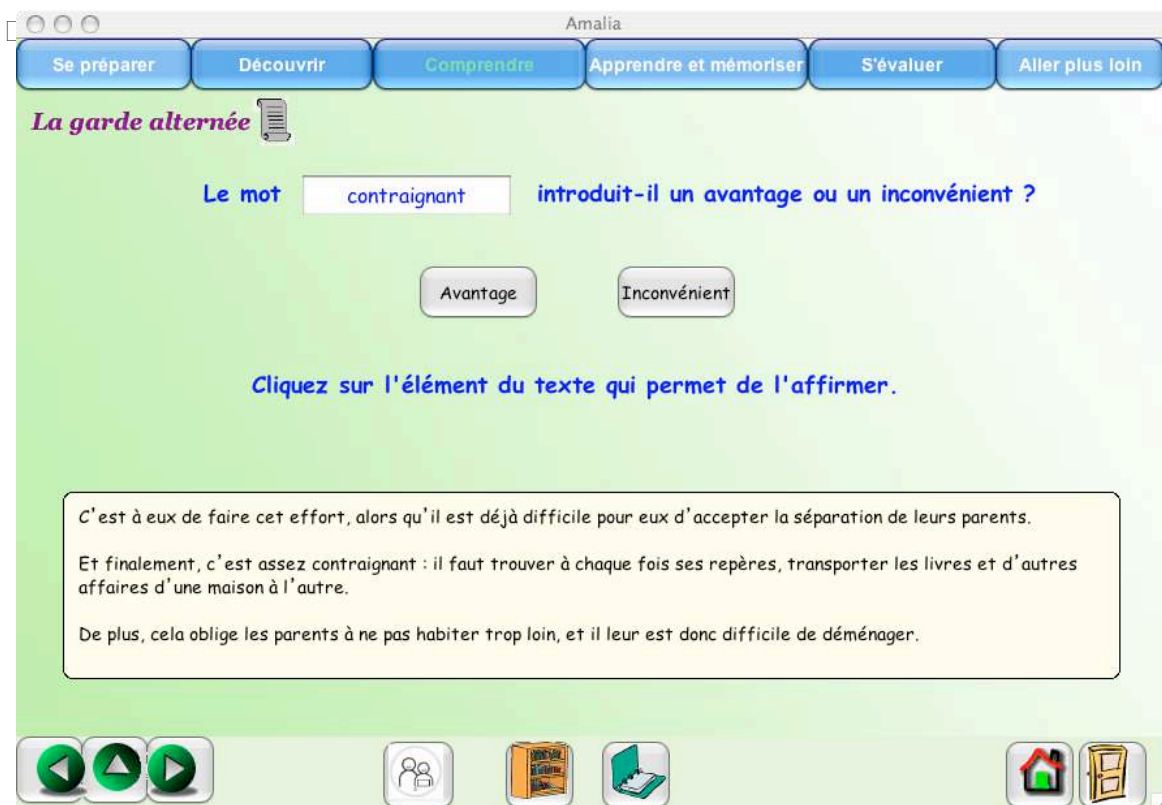 Amalia
Se préparer
Découvrir
Comprendre
Apprendre et mémoriser
S'évaluer
Aller plus loin
La garde alternée
Le mot contraignant introduit-il un avantage ou un inconvénient ?
Avantage
Inconvénient
Cliquez sur l'élément du texte qui permet de l'affirmer.
C'est à eux de faire cet effort, alors qu'il est déjà difficile pour eux d'accepter la séparation de leurs parents.
Et finalement, c'est assez contraignant : il faut trouver à chaque fois ses repères, transporter les livres et d'autres
affaires d'une maison à l'autre.
De plus, cela oblige les parents à ne pas habiter trop loin, et il leur est donc difficile de déménager.